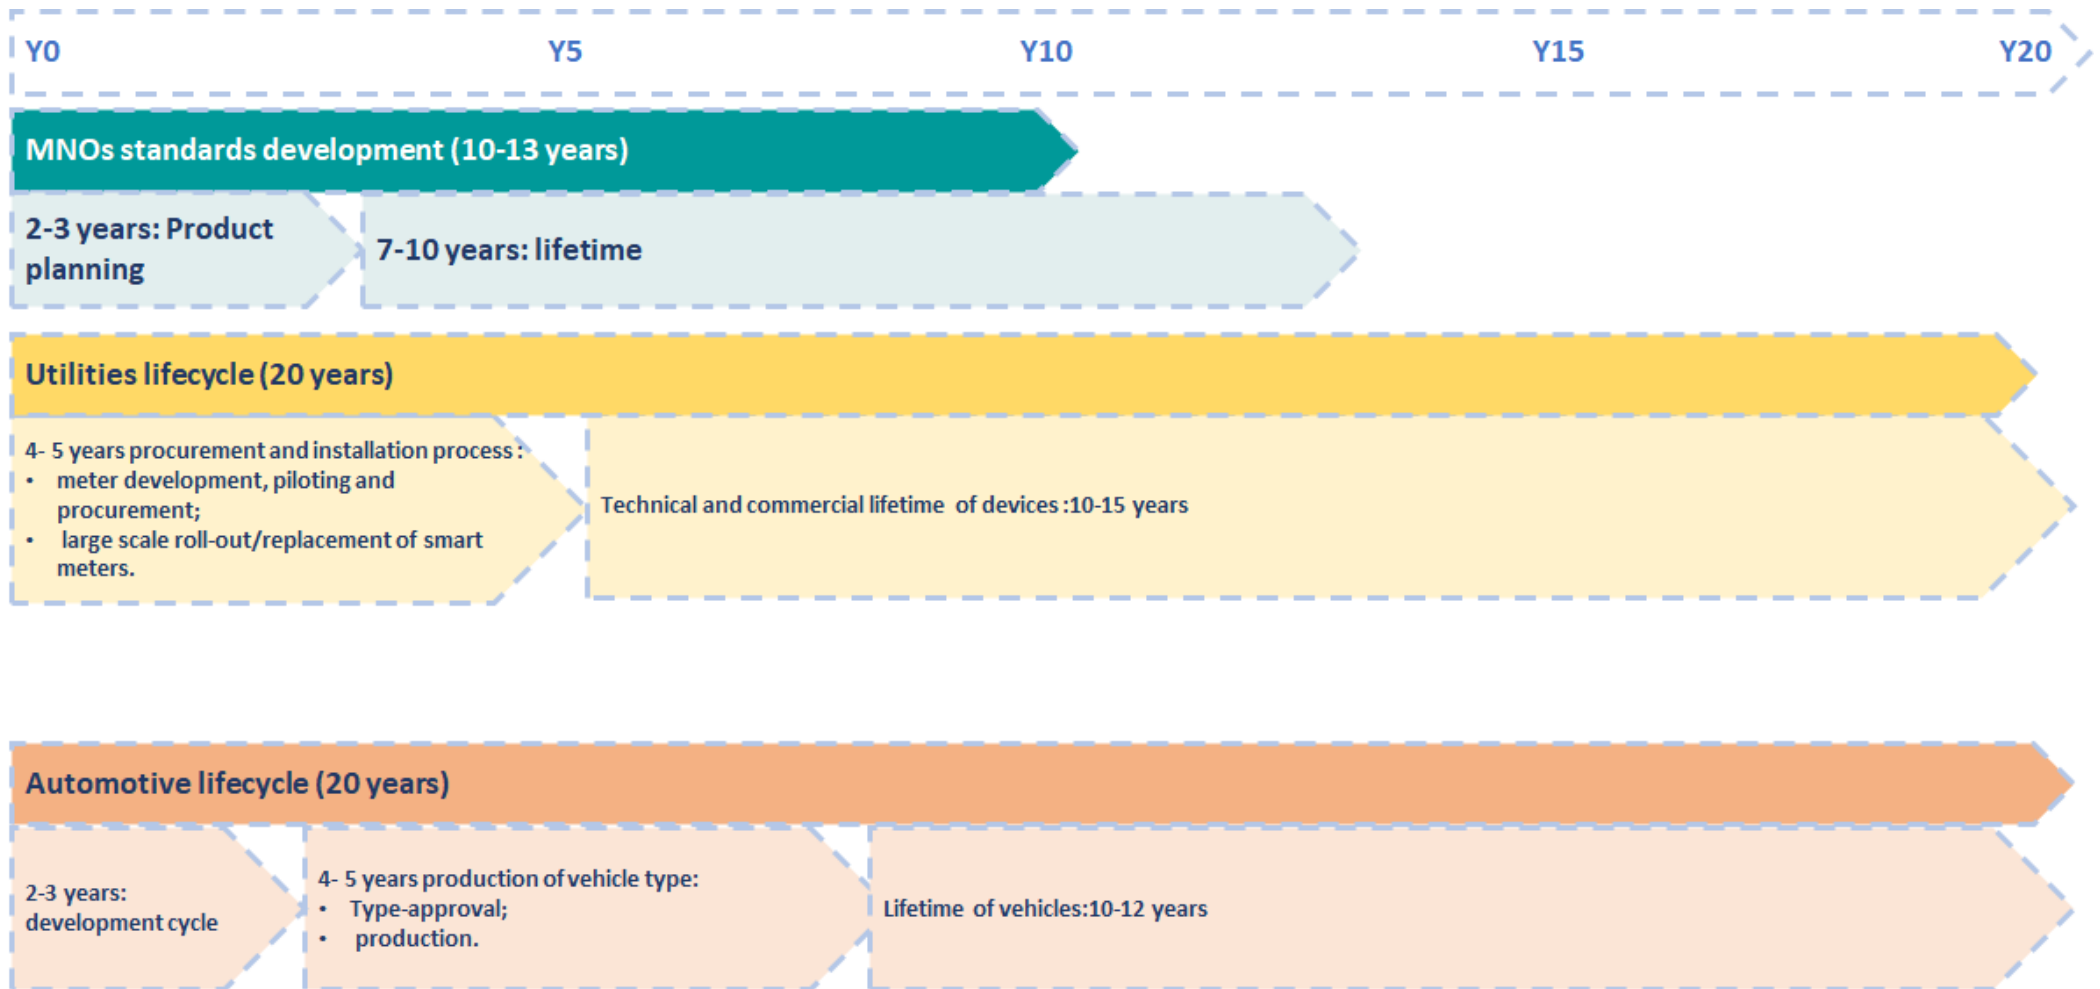 Y0 Y5 Y10 Y15 Y20
MNOs standards development (10-13 years)
2-3 years: Product
planning
7-10 years: lifetime
Utilities lifecycle (20 years)
4- 5 years procurement and installation process :
• meter development, piloting and
procurement;
• large scale roll-out/replacement of smart
meters.
Technical and commercial lifetime of devices :10-15 years
Automotive lifecycle (20 years)
2-3 years:
development cycle
4- 5 years production of vehicle type:
• Type-approval;
• production.
Lifetime of vehicles:10-12 years